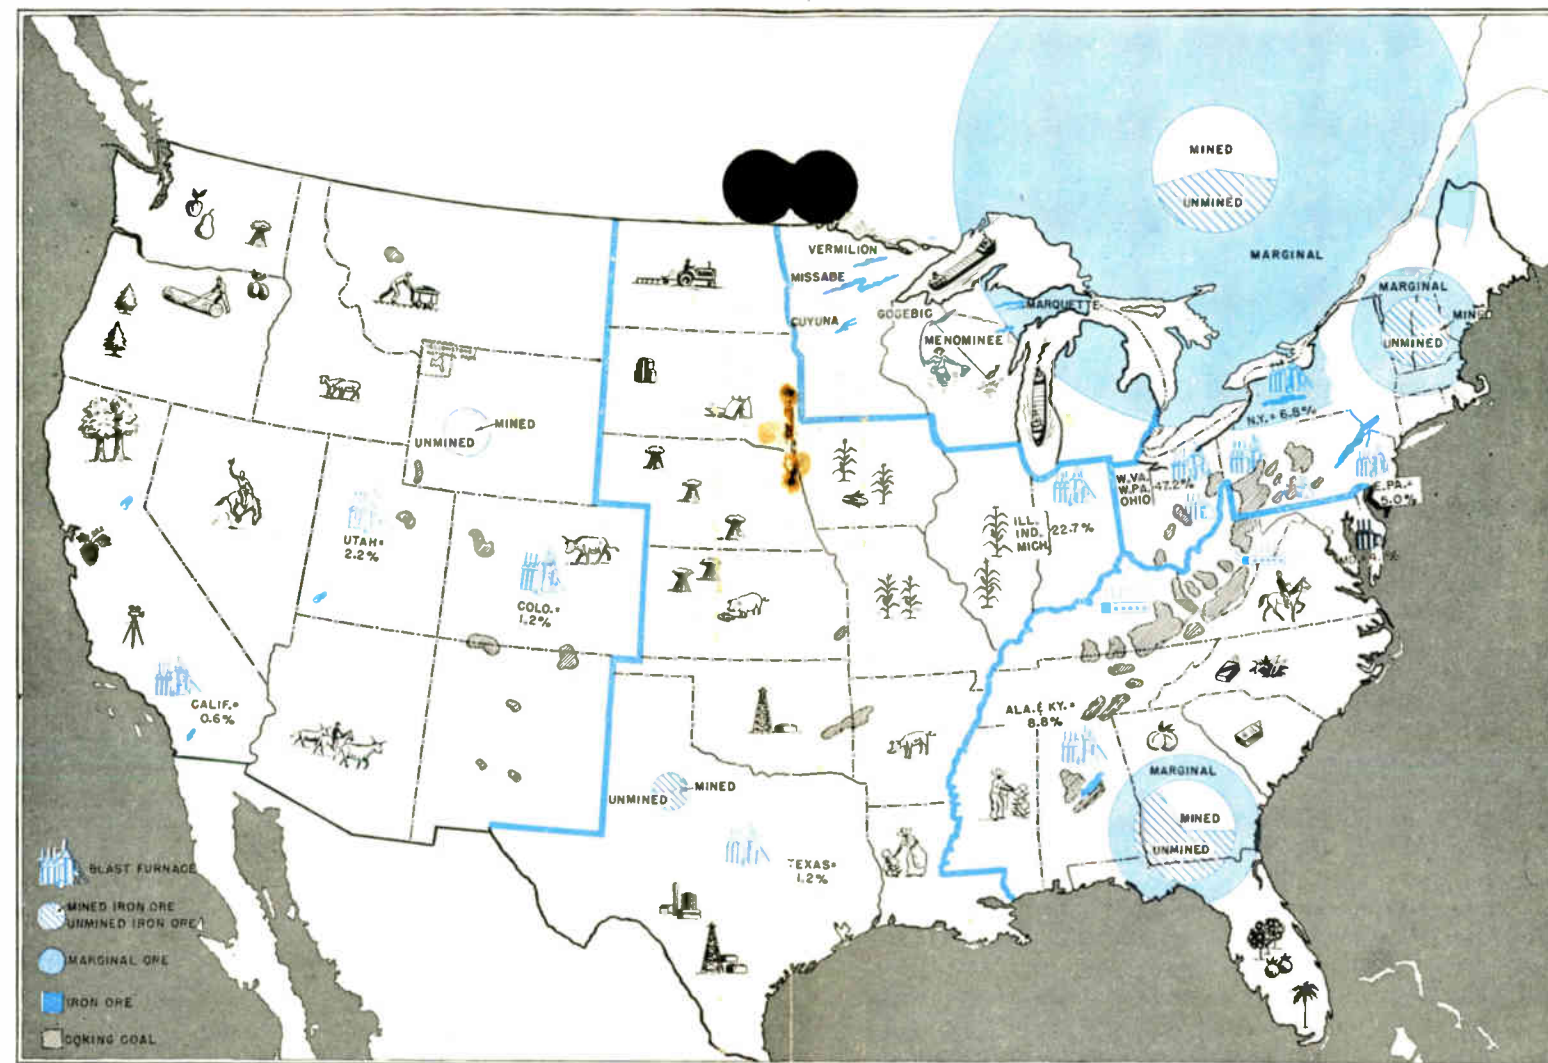 MINED
UNMINED
MARGINAL
VERMILION
MISSABE
CUYUNA
GOGEBIC
MARQUETTE
MENOMINEE
MARGINAL
UNMINED
N.Y.= 6.8%
MINED
UNMINED
W.VA.
W.PA.
OHIO
47.2%
E.PA.=
5.0%
ILL.
IND.
MICH.
22.7%
UTAH=
2.2%
COLO.=
1.2%
CALIF.=
0.6%
ALA.& KY.=
8.8%
MARGINAL
MINED
UNMINED
MINED
UNMINED
TEXAS=
1.2%
BLAST FURNACE
MINED IRON ORE
UNMINED IRON ORE
MARGINAL ORE
IRON ORE
COKING COAL